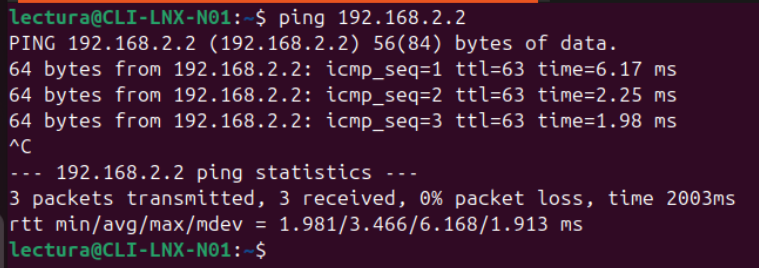 lectura@CLI-LNX-N01:~$ ping 192.168.2.2
PING 192.168.2.2 (192.168.2.2) 56(84) bytes of data.
64 bytes from 192.168.2.2: icmp_seq=1 ttl=63 time=6.17 ms
64 bytes from 192.168.2.2: icmp_seq=2 ttl=63 time=2.25 ms
64 bytes from 192.168.2.2: icmp_seq=3 ttl=63 time=1.98 ms
^C
--- 192.168.2.2 ping statistics ---
3 packets transmitted, 3 received, 0% packet loss, time 2003ms
rtt min/avg/max/mdev = 1.981/3.466/6.168/1.913 ms
lectura@CLI-LNX-N01:~$